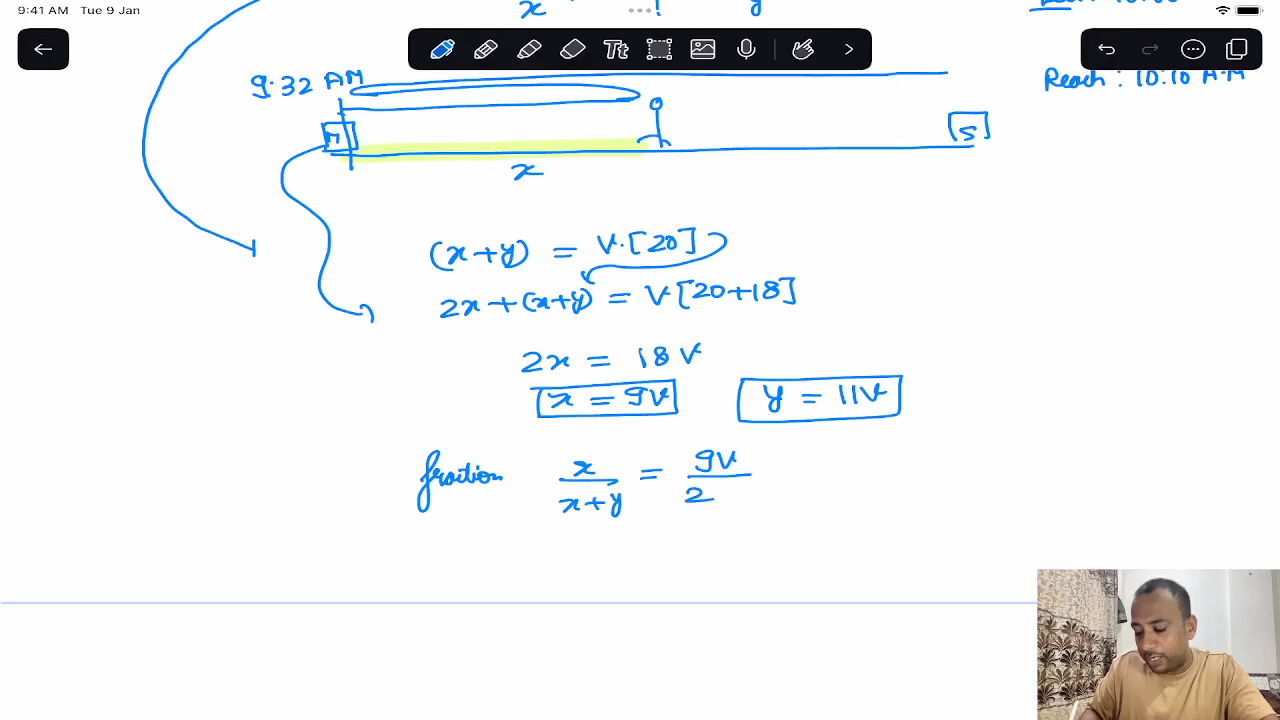 9:41 AM Tue 9 Jan
x y
Tt
9:32 AM
Reach : 10:10 A.M
H
S
x
(x+y) = v.[20]
2x+(x+y) = v[20+18]
2x = 18v
x = 9v y = 11v
fraction x/x+y = 9v/2